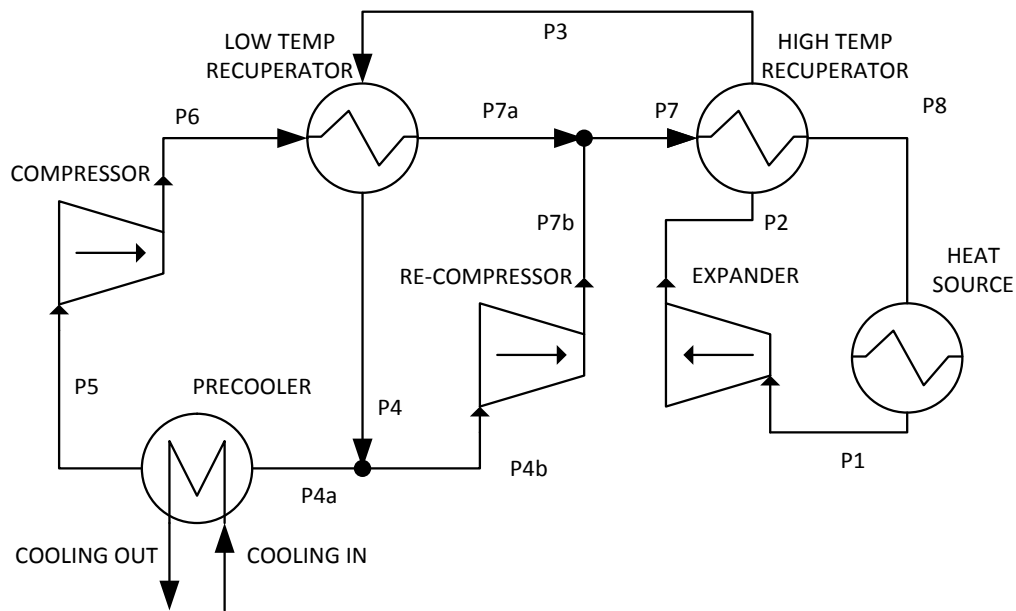 P3
LOW TEMP
RECUPERATOR
HIGH TEMP
RECUPERATOR
P6
P7a
P7
P8
COMPRESSOR
P7b
P2
RE-COMPRESSOR
EXPANDER
HEAT
SOURCE
P5
PRECOOLER
P4
P4a
P4b
P1
COOLING OUT
COOLING IN